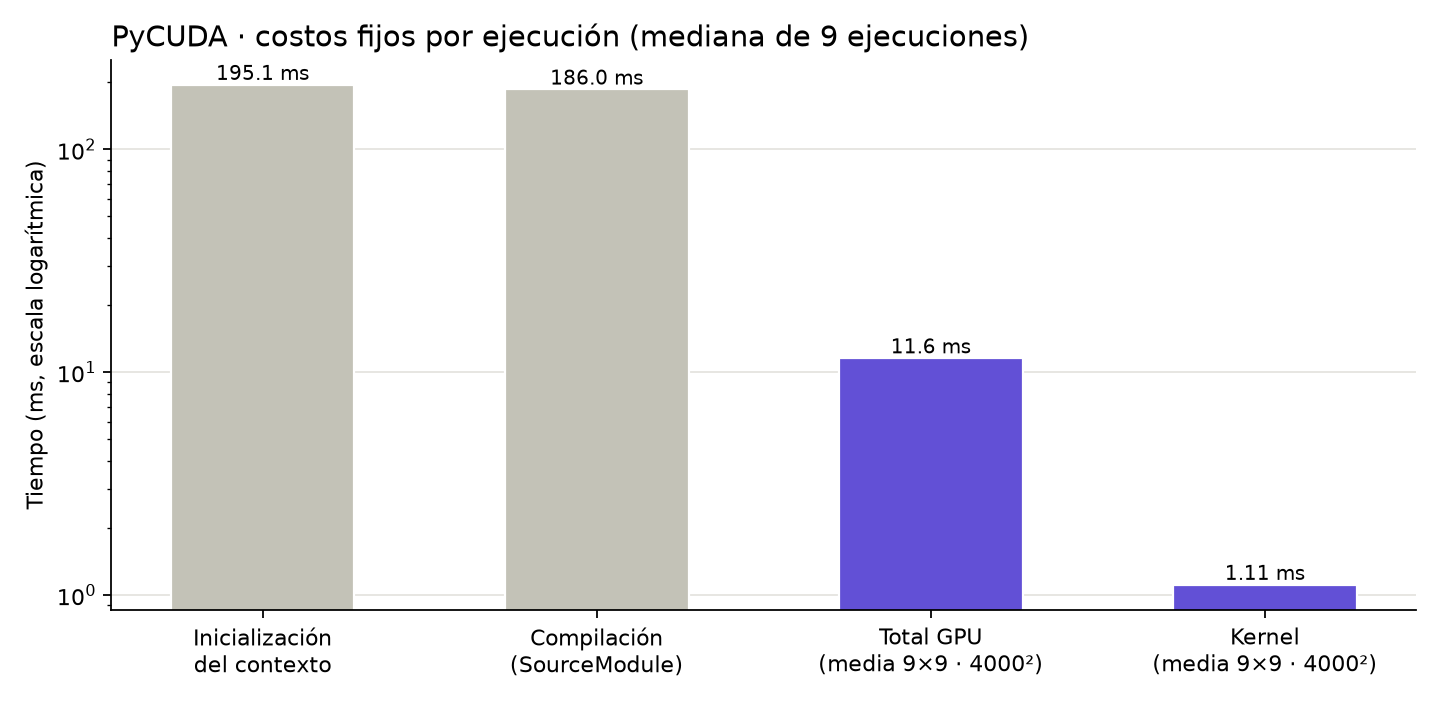 PyCUDA · costos fijos por ejecución (mediana de 9 ejecuciones)
195.1 ms
186.0 ms
11.6 ms
1.11 ms
Tiempo (ms, escala logarítmica)
10²
10¹
10⁰
Inicialización
del contexto
Compilación
(SourceModule)
Total GPU
(media 9×9 · 4000²)
Kernel
(media 9×9 · 4000²)